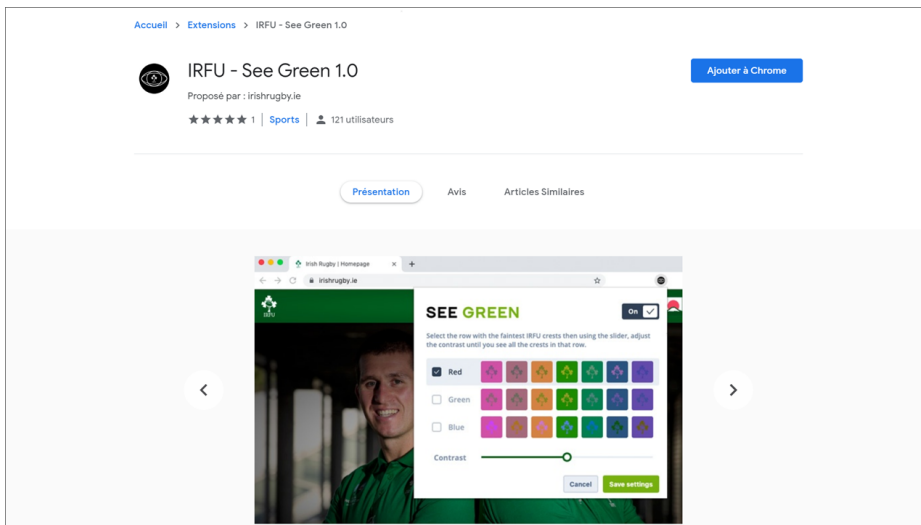 Accueil > Extensions > IRFU - See Green 1.0
IRFU - See Green 1.0
Ajouter à Chrome
Proposé par : irishrugby.ie
★★★★★ 1 | Sports | 121 utilisateurs
Présentation Avis Articles Similaires
Irish Rugby | Homepage × +
irishrugby.ie
IRFU
SEE GREEN
On
Select the row with the faintest IRFU crests then using the slider, adjust
the contrast until you see all the crests in that row.
Red
Green
Blue
Contrast
Cancel Save settings